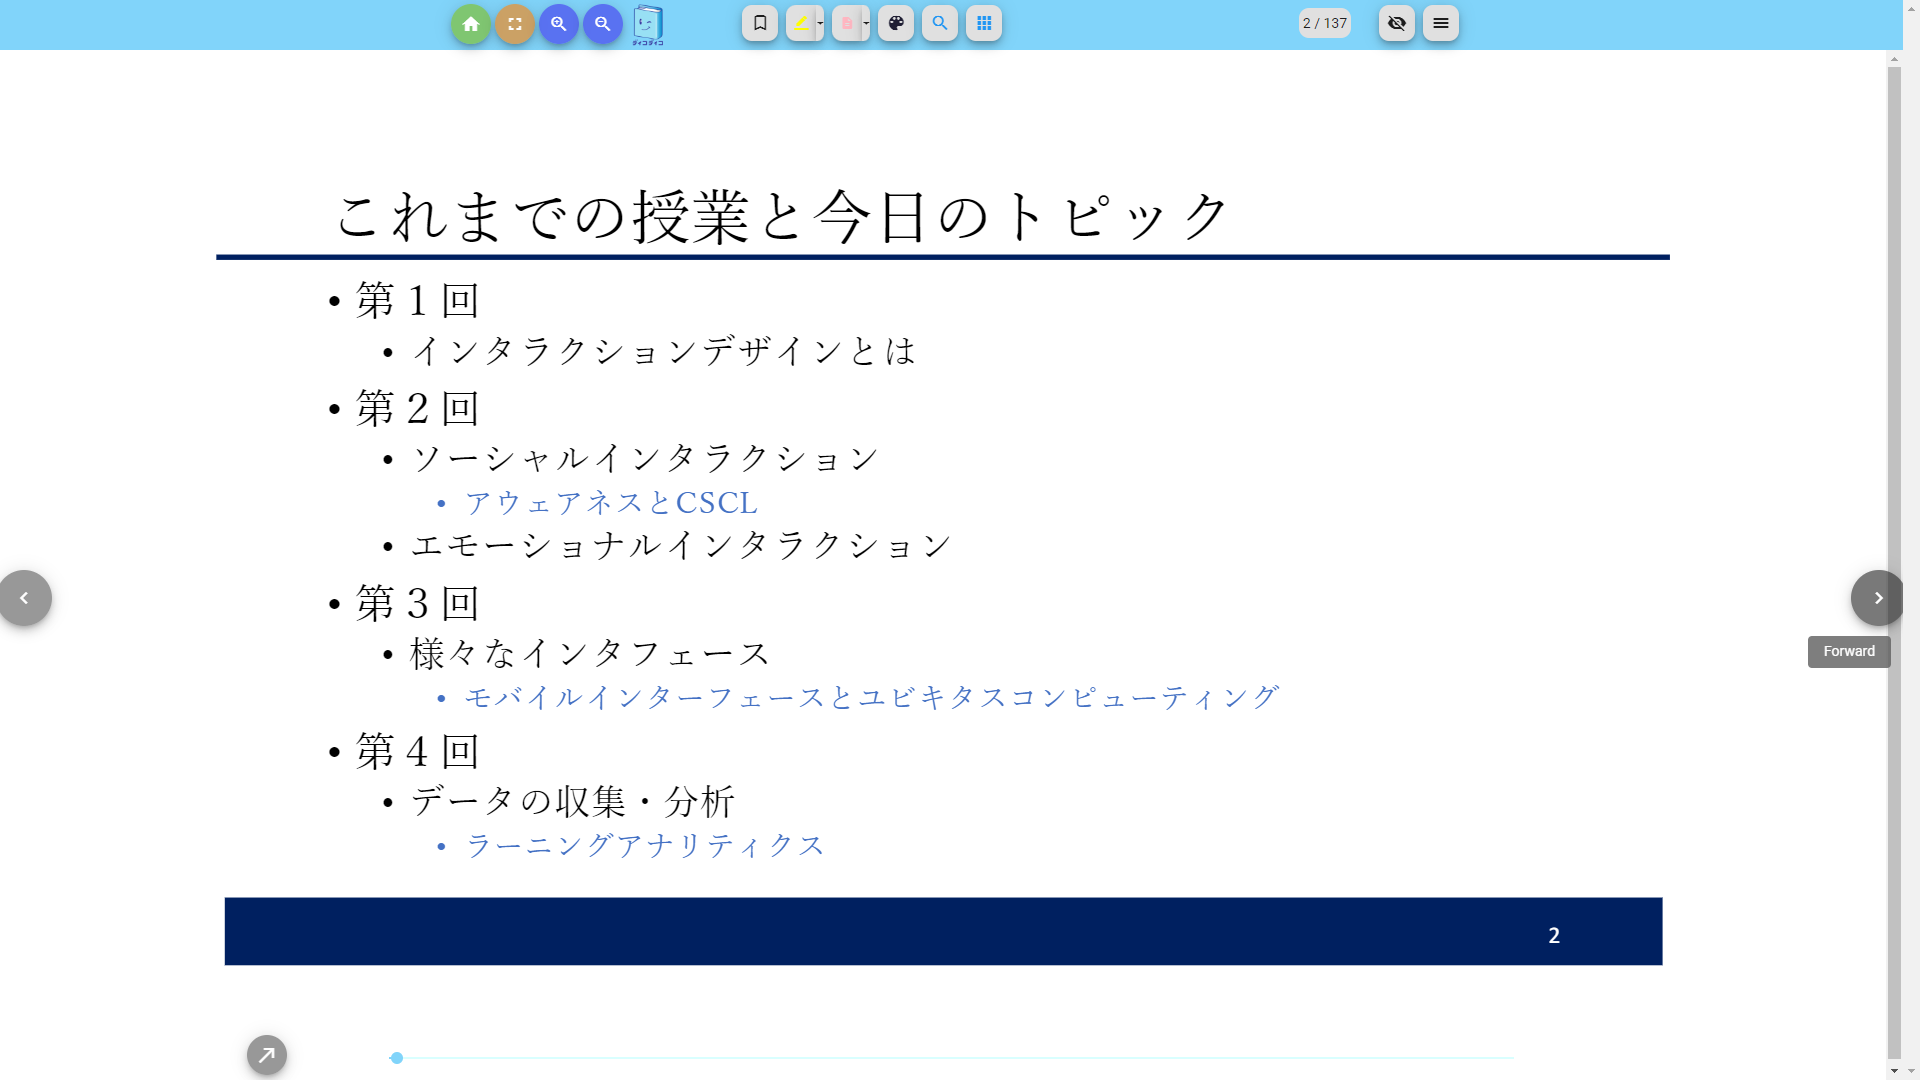 ダィコダィコ
2 / 137
これまでの授業と今日のトピック
• 第１回
• インタラクションデザインとは
• 第２回
• ソーシャルインタラクション
• アウェアネスとCSCL
• エモーショナルインタラクション
• 第３回
• 様々なインタフェース
• モバイルインターフェースとユビキタスコンピューティング
• 第４回
• データの収集・分析
• ラーニングアナリティクス
Forward
2